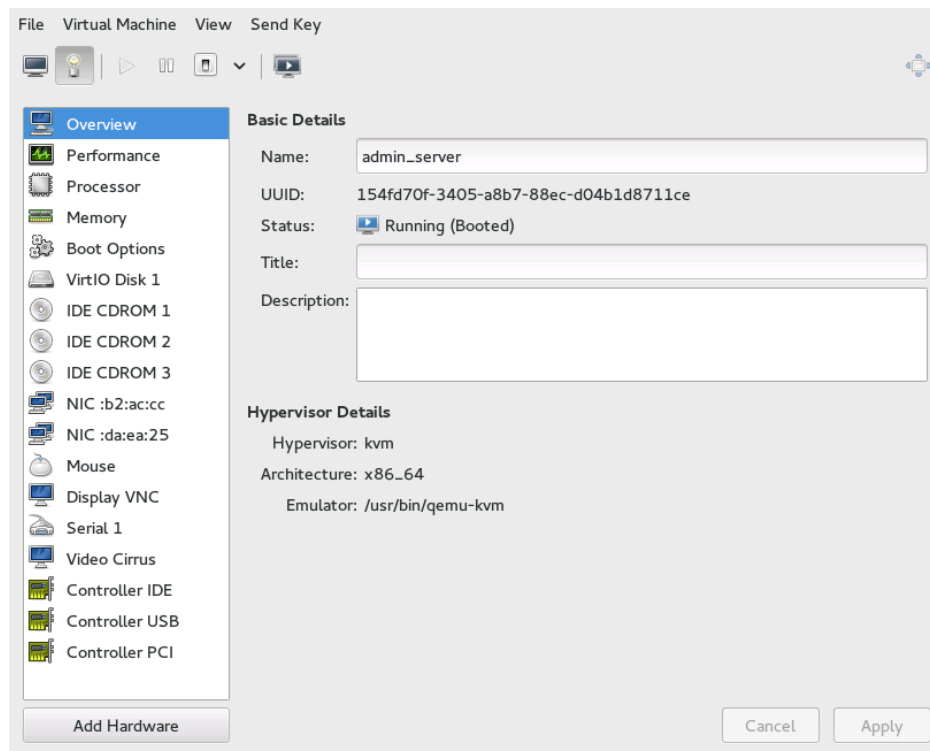 File Virtual Machine View Send Key
Overview
Performance
Processor
Memory
Boot Options
VirtIO Disk 1
IDE CDROM 1
IDE CDROM 2
IDE CDROM 3
NIC :b2:ac:cc
NIC :da:ea:25
Mouse
Display VNC
Serial 1
Video Cirrus
Controller IDE
Controller USB
Controller PCI
Add Hardware
Basic Details
Name: admin_server
UUID: 154fd70f-3405-a8b7-88ec-d04b1d8711ce
Status: Running (Booted)
Title:
Description:
Hypervisor Details
Hypervisor: kvm
Architecture: x86_64
Emulator: /usr/bin/qemu-kvm
Cancel Apply